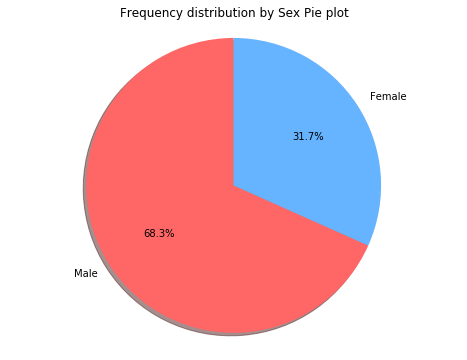 Frequency distribution by Sex Pie plot
Female
31.7%
68.3%
Male